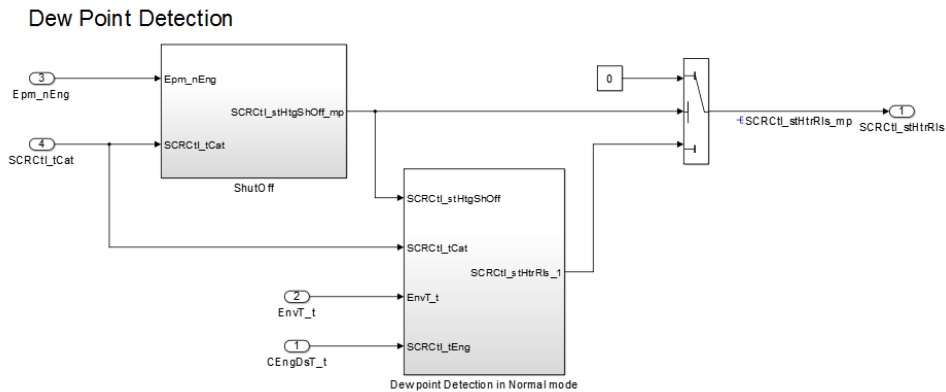 Dew Point Detection
3
Epm_nEng
4
SCRCtl_tCat
Epm_nEng
SCRCtl_stHtgShOff_mp
SCRCtl_tCat
ShutOff
0
SCRCtl_stHtrRls_mp
1
SCRCtl_stHtrRls
SCRCtl_stHtgShOff
SCRCtl_tCat
SCRCtl_stHtrRls_1
EnvT_t
SCRCtl_tEng
2
EnvT_t
1
CEngDsT_t
Dewpoint Detection in Normal mode